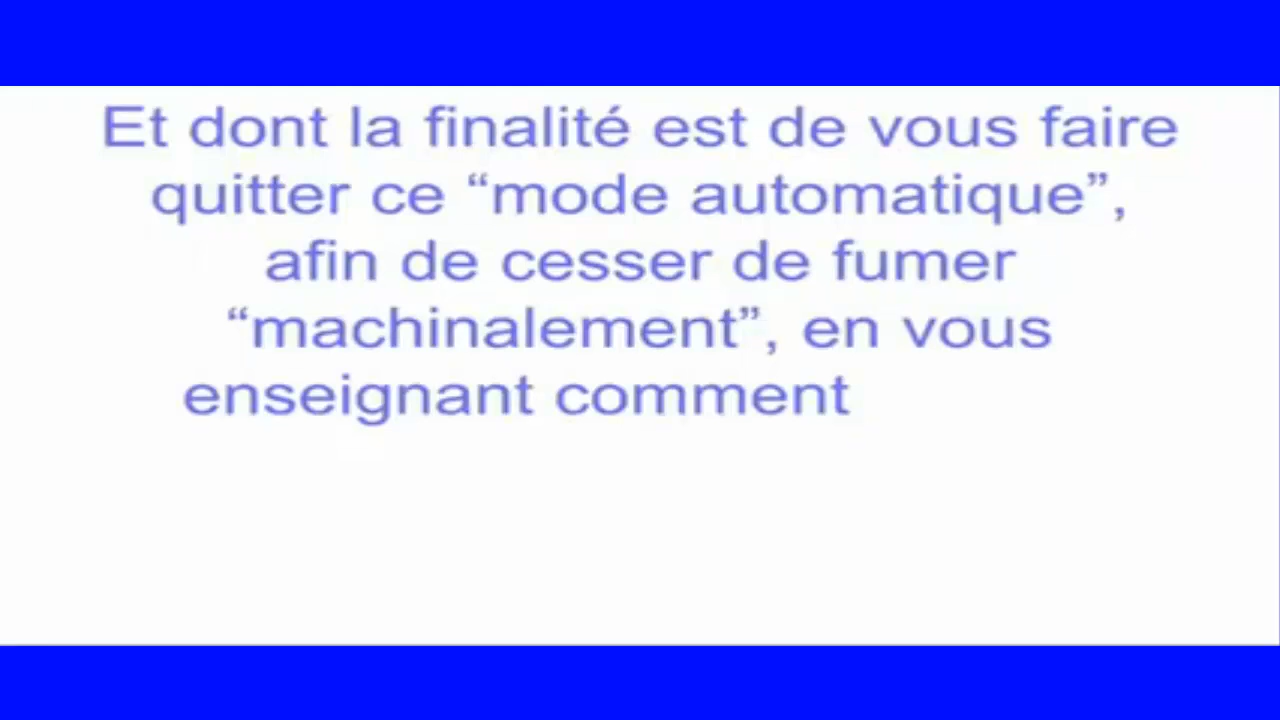 Et dont la finalité est de vous faire
quitter ce “mode automatique”,
afin de cesser de fumer
“machinalement”, en vous
enseignant comment